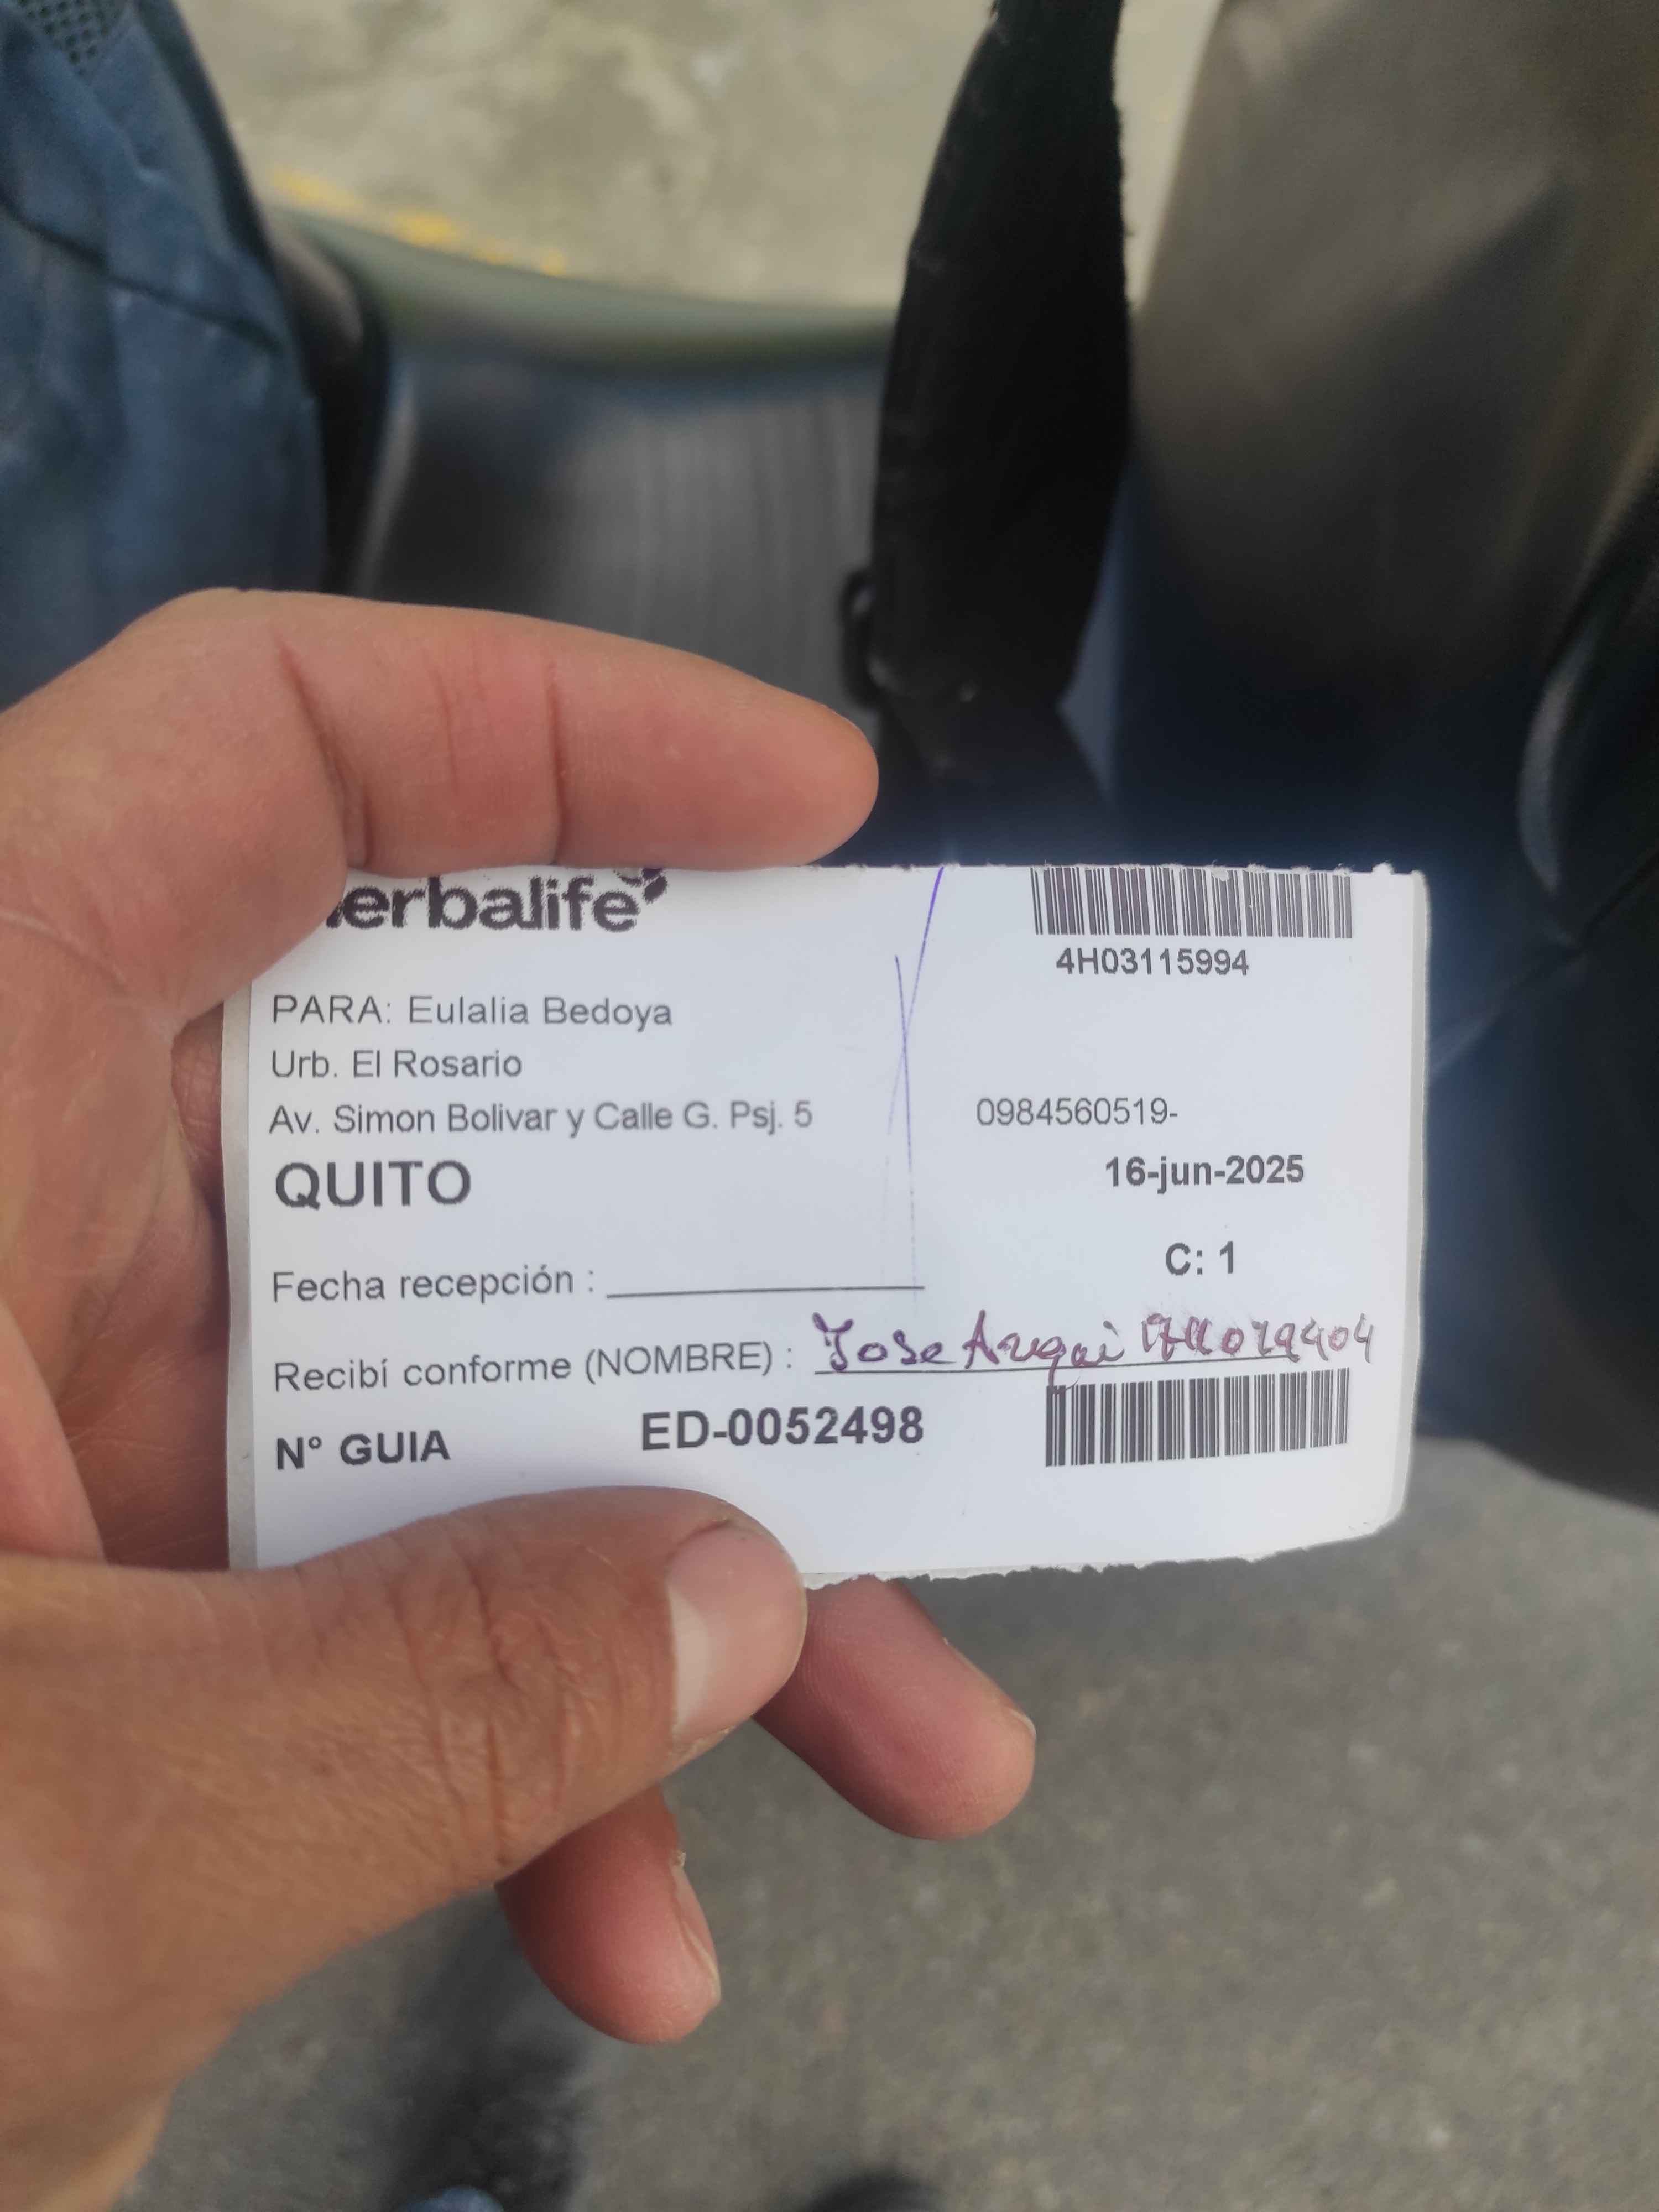 herbalife
4H03115994
PARA: Eulalia Bedoya
Urb. El Rosario
Av. Simon Bolivar y Calle G. Psj. 5
0984560519-
QUITO
16-jun-2025
C: 1
Fecha recepción :
Recibí conforme (NOMBRE) : Jose
N° GUIA ED-0052498